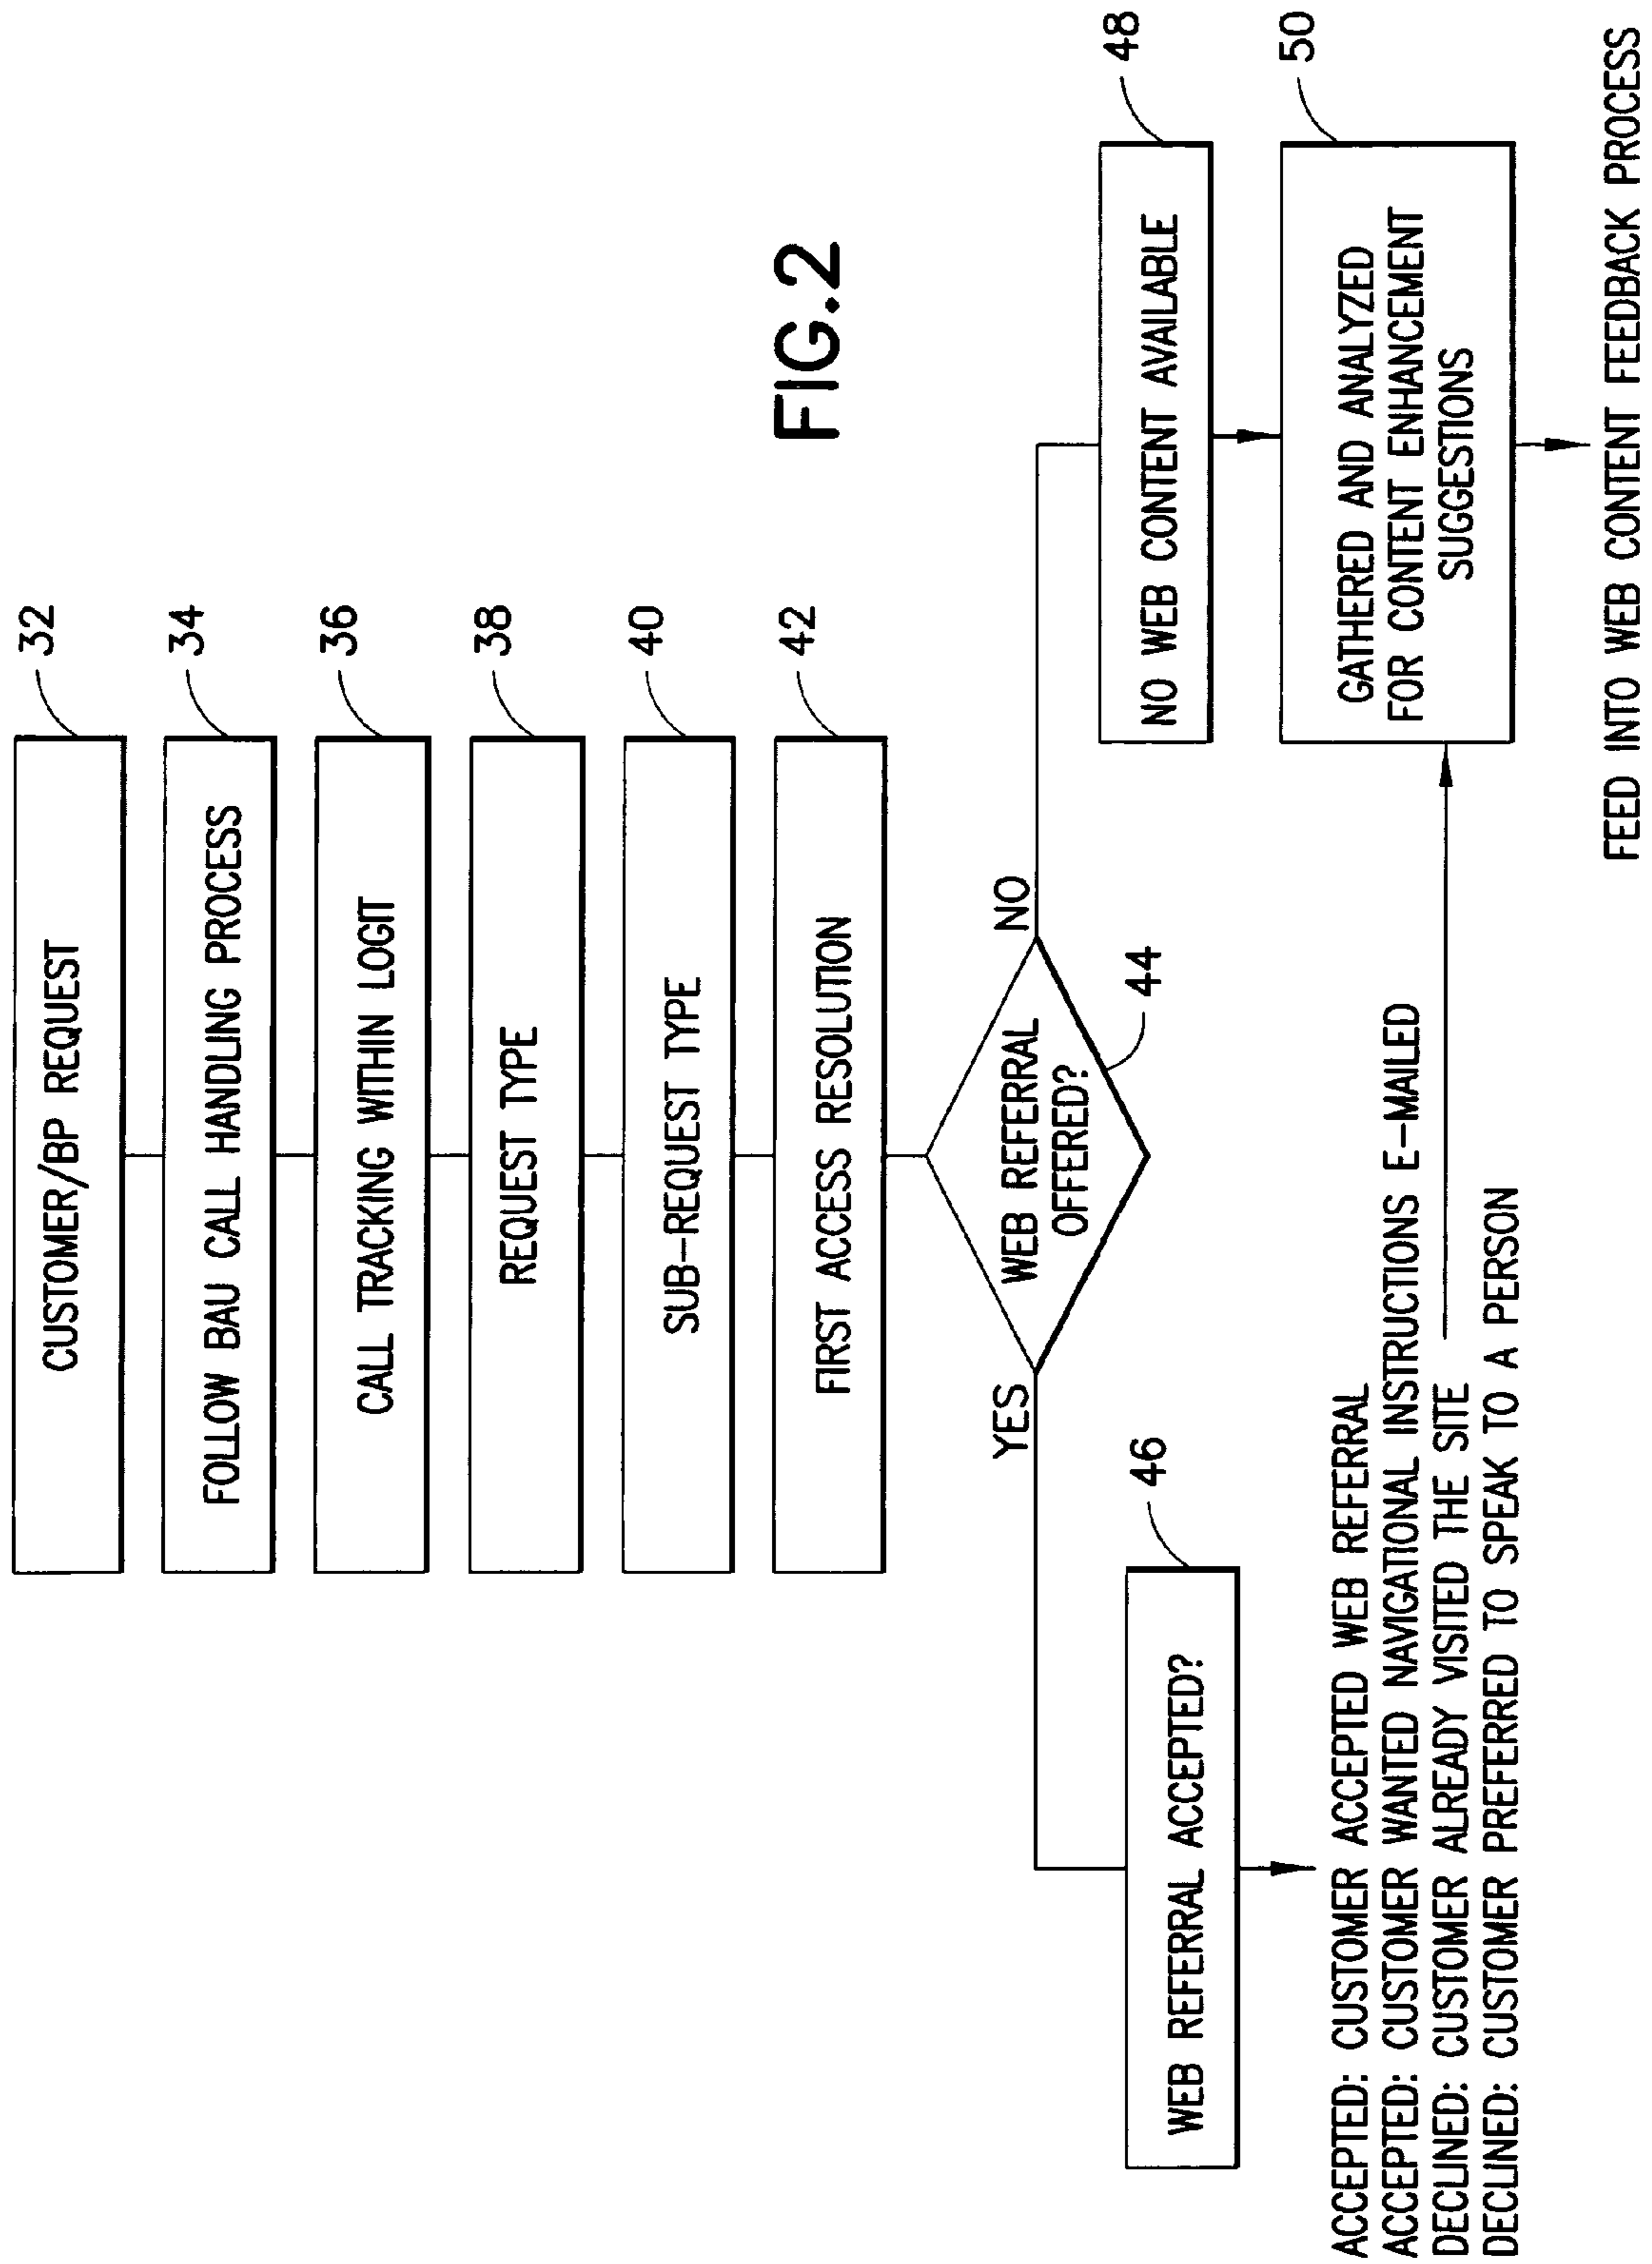 CUSTOMER/BP REQUEST
32
FOLLOW BAU CALL HANDLING PROCESS
34
CALL TRACKING WITHIN LOGIT
36
REQUEST TYPE
38
SUB-REQUEST TYPE
40
FIRST ACCESS RESOLUTION
42
FIG.2
YES
WEB REFERRAL
OFFERED?
NO
44
WEB REFERRAL ACCEPTED?
46
NO WEB CONTENT AVAILABLE
48
ACCEPTED: CUSTOMER ACCEPTED WEB REFERRAL
ACCEPTED: CUSTOMER WANTED NAVIGATIONAL INSTRUCTIONS E-MAILED
DECLINED: CUSTOMER ALREADY VISITED THE SITE
DECLINED: CUSTOMER PREFERRED TO SPEAK TO A PERSON
GATHERED AND ANALYZED
FOR CONTENT ENHANCEMENT
SUGGESTIONS
50
FEED INTO WEB CONTENT FEEDBACK PROCESS